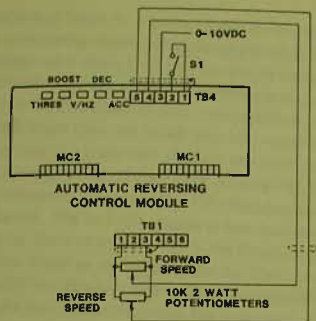 0-10VDC
S1
BOOST DEC
5 4 3 2 1 TB4
THRES V/HZ ACC
MC2 MC1
AUTOMATIC REVERSING
CONTROL MODULE
TB1
1 2 3 4 5 6
FORWARD
SPEED
REVERSE
SPEED
10K 2 WATT
POTENTIOMETERS